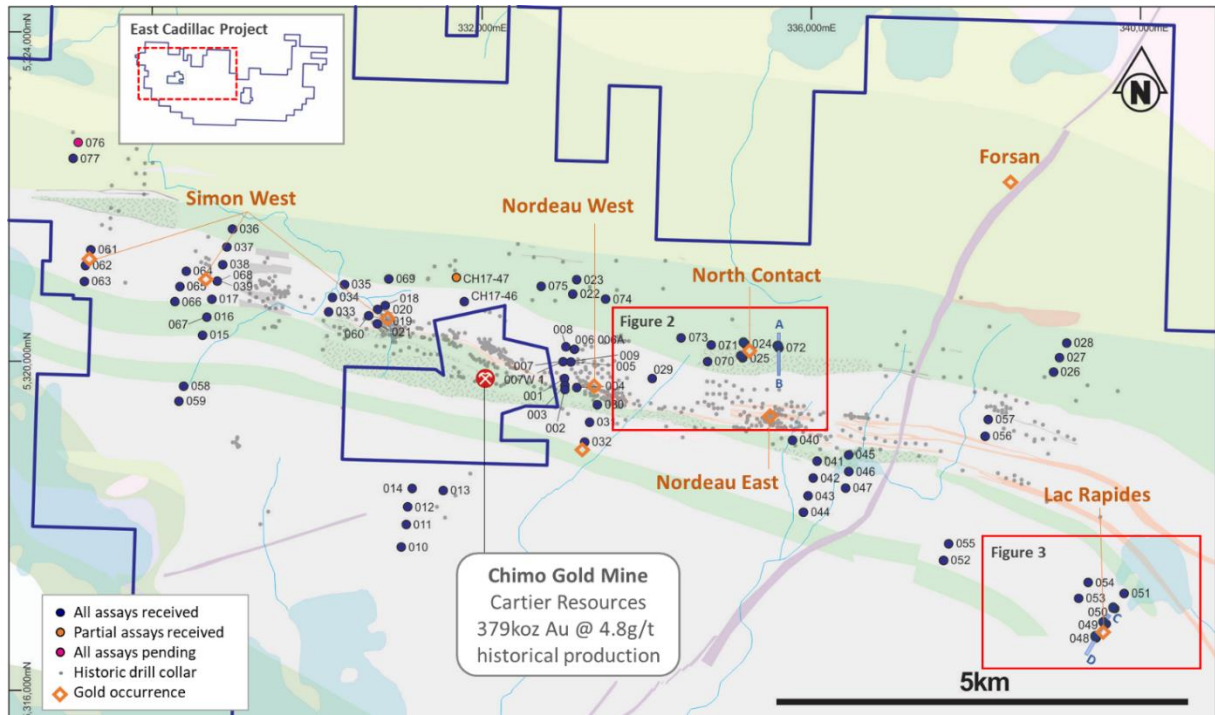 332,000mE
336,000mE
340,000mE
5,324,000mN
East Cadillac Project
N
076
077
Forsan
Simon West
Nordeau West
036
037
061
062
063
064
038
068
039
065
066
017
067
016
015
035
069
CH17-47
034
033
018
020
019
021
060
CH17-46
075
023
022
074
North Contact
Figure 2
073
071
070
024
025
072
A
B
029
028
027
026
5,320,000mN
008
006
006A
007
009
005
007W 1
004
001
003
002
030
031
032
058
059
057
056
040
041
045
042
046
043
047
044
Nordeau East
014
013
012
011
010
Lac Rapides
055
052
Figure 3
054
053
051
050
049
048
C
D
Chimo Gold Mine
Cartier Resources
379koz Au @ 4.8g/t
historical production
All assays received
Partial assays received
All assays pending
Historic drill collar
Gold occurrence
5km
5,316,000mN